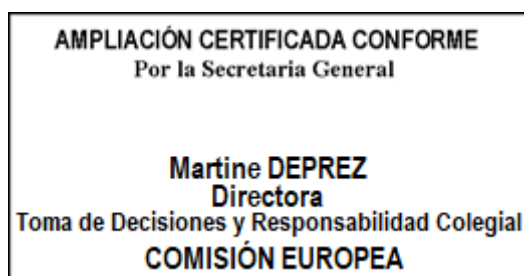 AMPLIACIÓN CERTIFICADA CONFORME
Por la Secretaria General
Martine DEPREZ
Directora
Toma de Decisiones y Responsabilidad Colegial
COMISIÓN EUROPEA